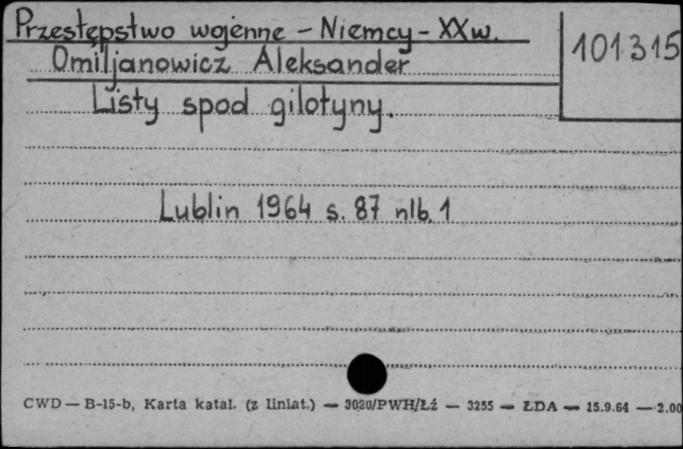 Przestępstwo wojenne - Niemcy - XX w.
101315
Omiljanowicz Aleksander
Listy spod gilotyny.
Lublin 1964 s. 87 nlb. 1
CWD — B-15-b, Karta katal. (z liniat.) — 3020/PWH/Łź — 3255 — ŁDA — 15.9.64 — 2.00